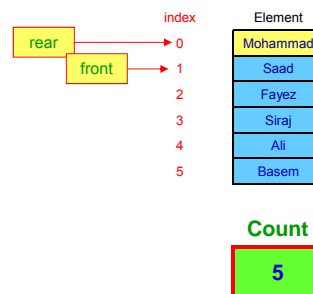 index Element
rear 0 Mohammad
front 1 Saad
2 Fayez
3 Siraj
4 Ali
5 Basem
Count
5